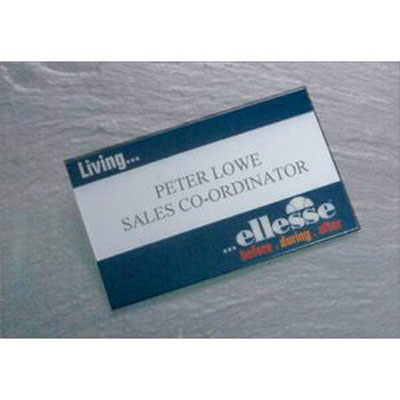 Living...
PETER LOWE
SALES CO-ORDINATOR
...ellesse
before . during . after